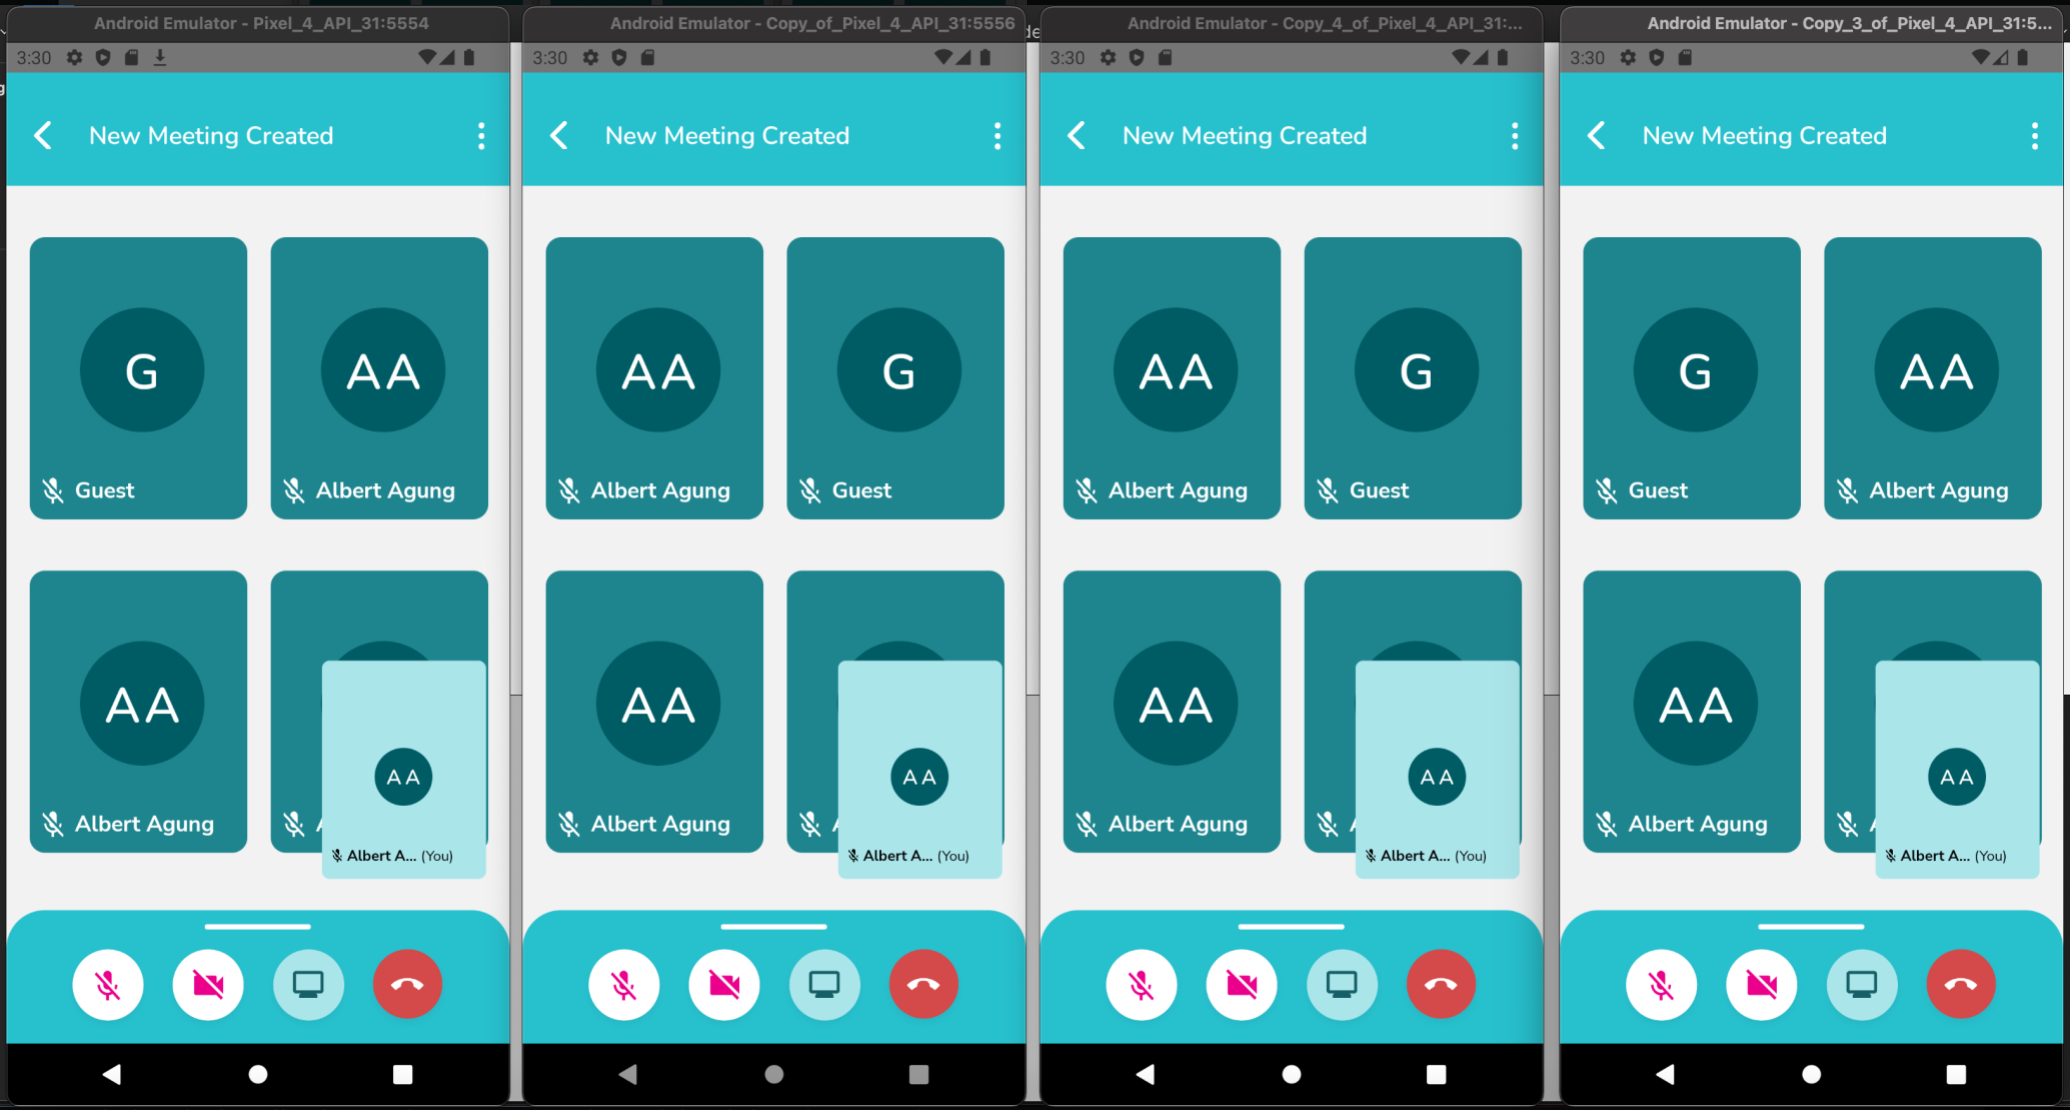 Android Emulator - Pixel_4_API_31:5554
3:30
New Meeting Created
G
AA
Guest
Albert Agung
AA
AA
Albert Agung
A
Albert A... (You)
Android Emulator - Copy_of_Pixel_4_API_31:5556
3:30
New Meeting Created
AA
G
Albert Agung
Guest
AA
AA
Albert Agung
Albert A... (You)
Android Emulator - Copy_4_of_Pixel_4_API_31:...
3:30
New Meeting Created
AA
G
Albert Agung
Guest
AA
AA
Albert Agung
Albert A... (You)
Android Emulator - Copy_3_of_Pixel_4_API_31:5...
3:30
New Meeting Created
G
AA
Guest
Albert Agung
AA
AA
Albert Agung
Albert A... (You)